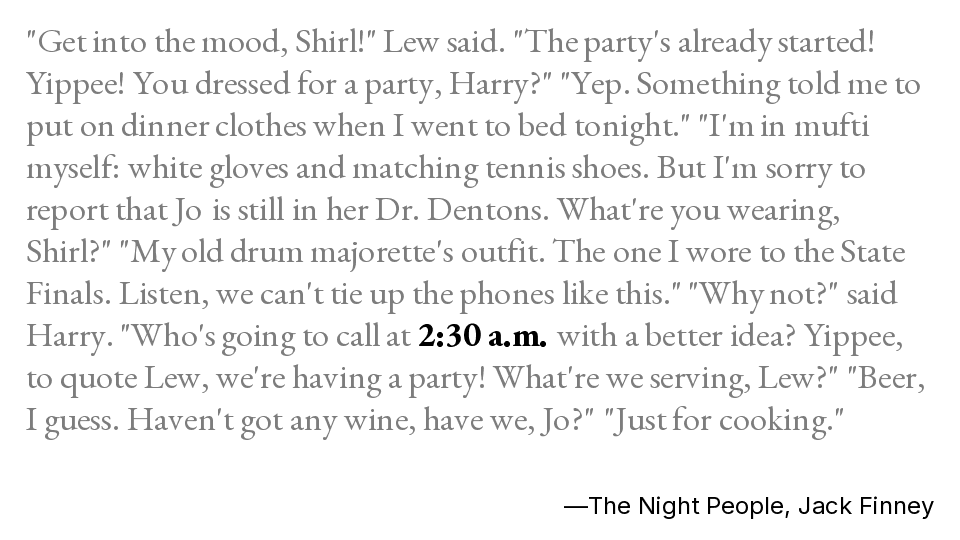 "Get into the mood, Shirl!" Lew said. "The party's already started!
Yippee! You dressed for a party, Harry?" "Yep. Something told me to
put on dinner clothes when I went to bed tonight." "I'm in mufti
myself: white gloves and matching tennis shoes. But I'm sorry to
report that Jo is still in her Dr. Dentons. What're you wearing,
Shirl?" "My old drum majorette's outfit. The one I wore to the State
Finals. Listen, we can't tie up the phones like this." "Why not?" said
Harry. "Who's going to call at 2:30 a.m. with a better idea? Yippee,
to quote Lew, we're having a party! What're we serving, Lew?" "Beer,
I guess. Haven't got any wine, have we, Jo?" "Just for cooking."
—The Night People, Jack Finney